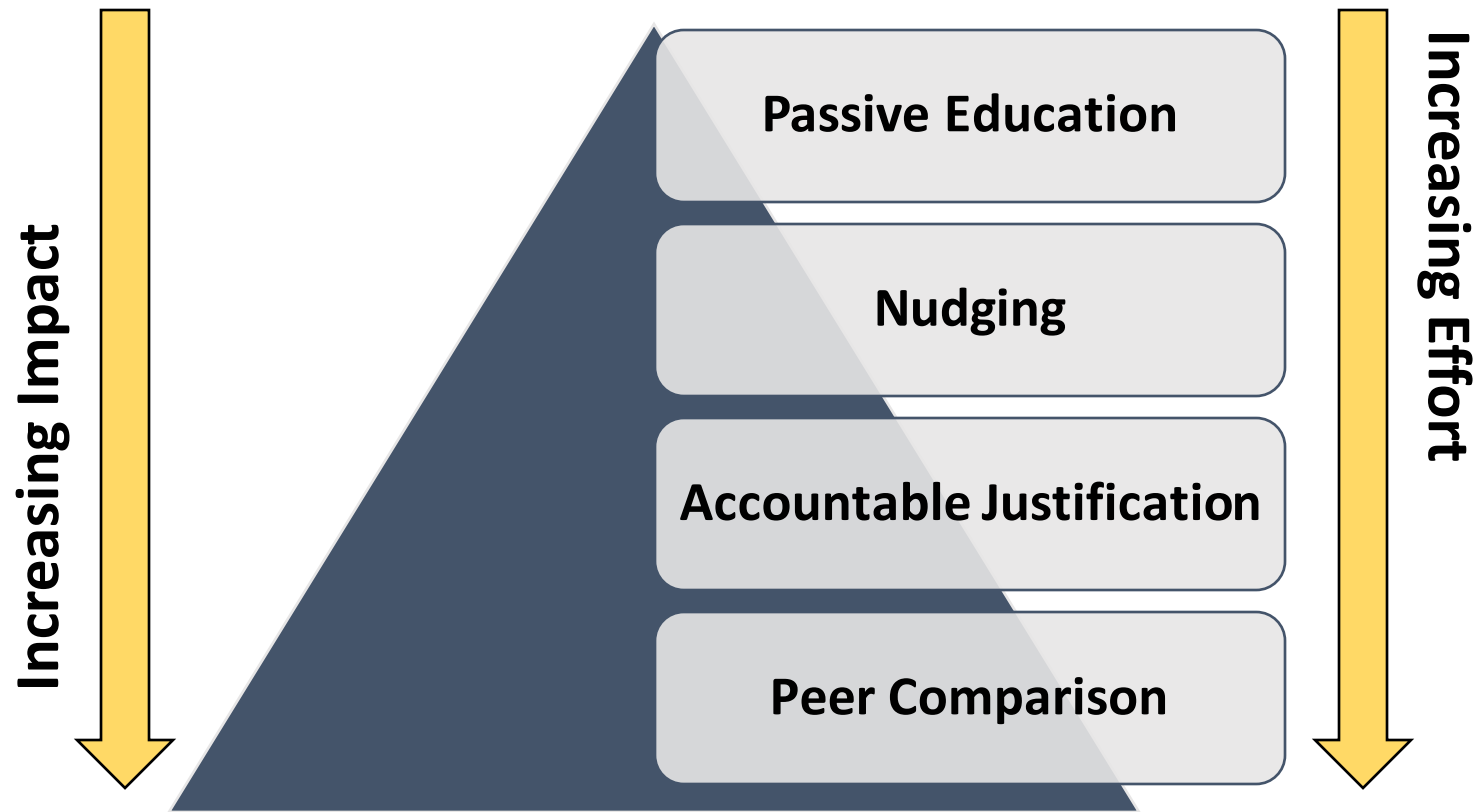 Increasing Impact
Passive Education
Nudging
Accountable Justification
Peer Comparison
Increasing Effort